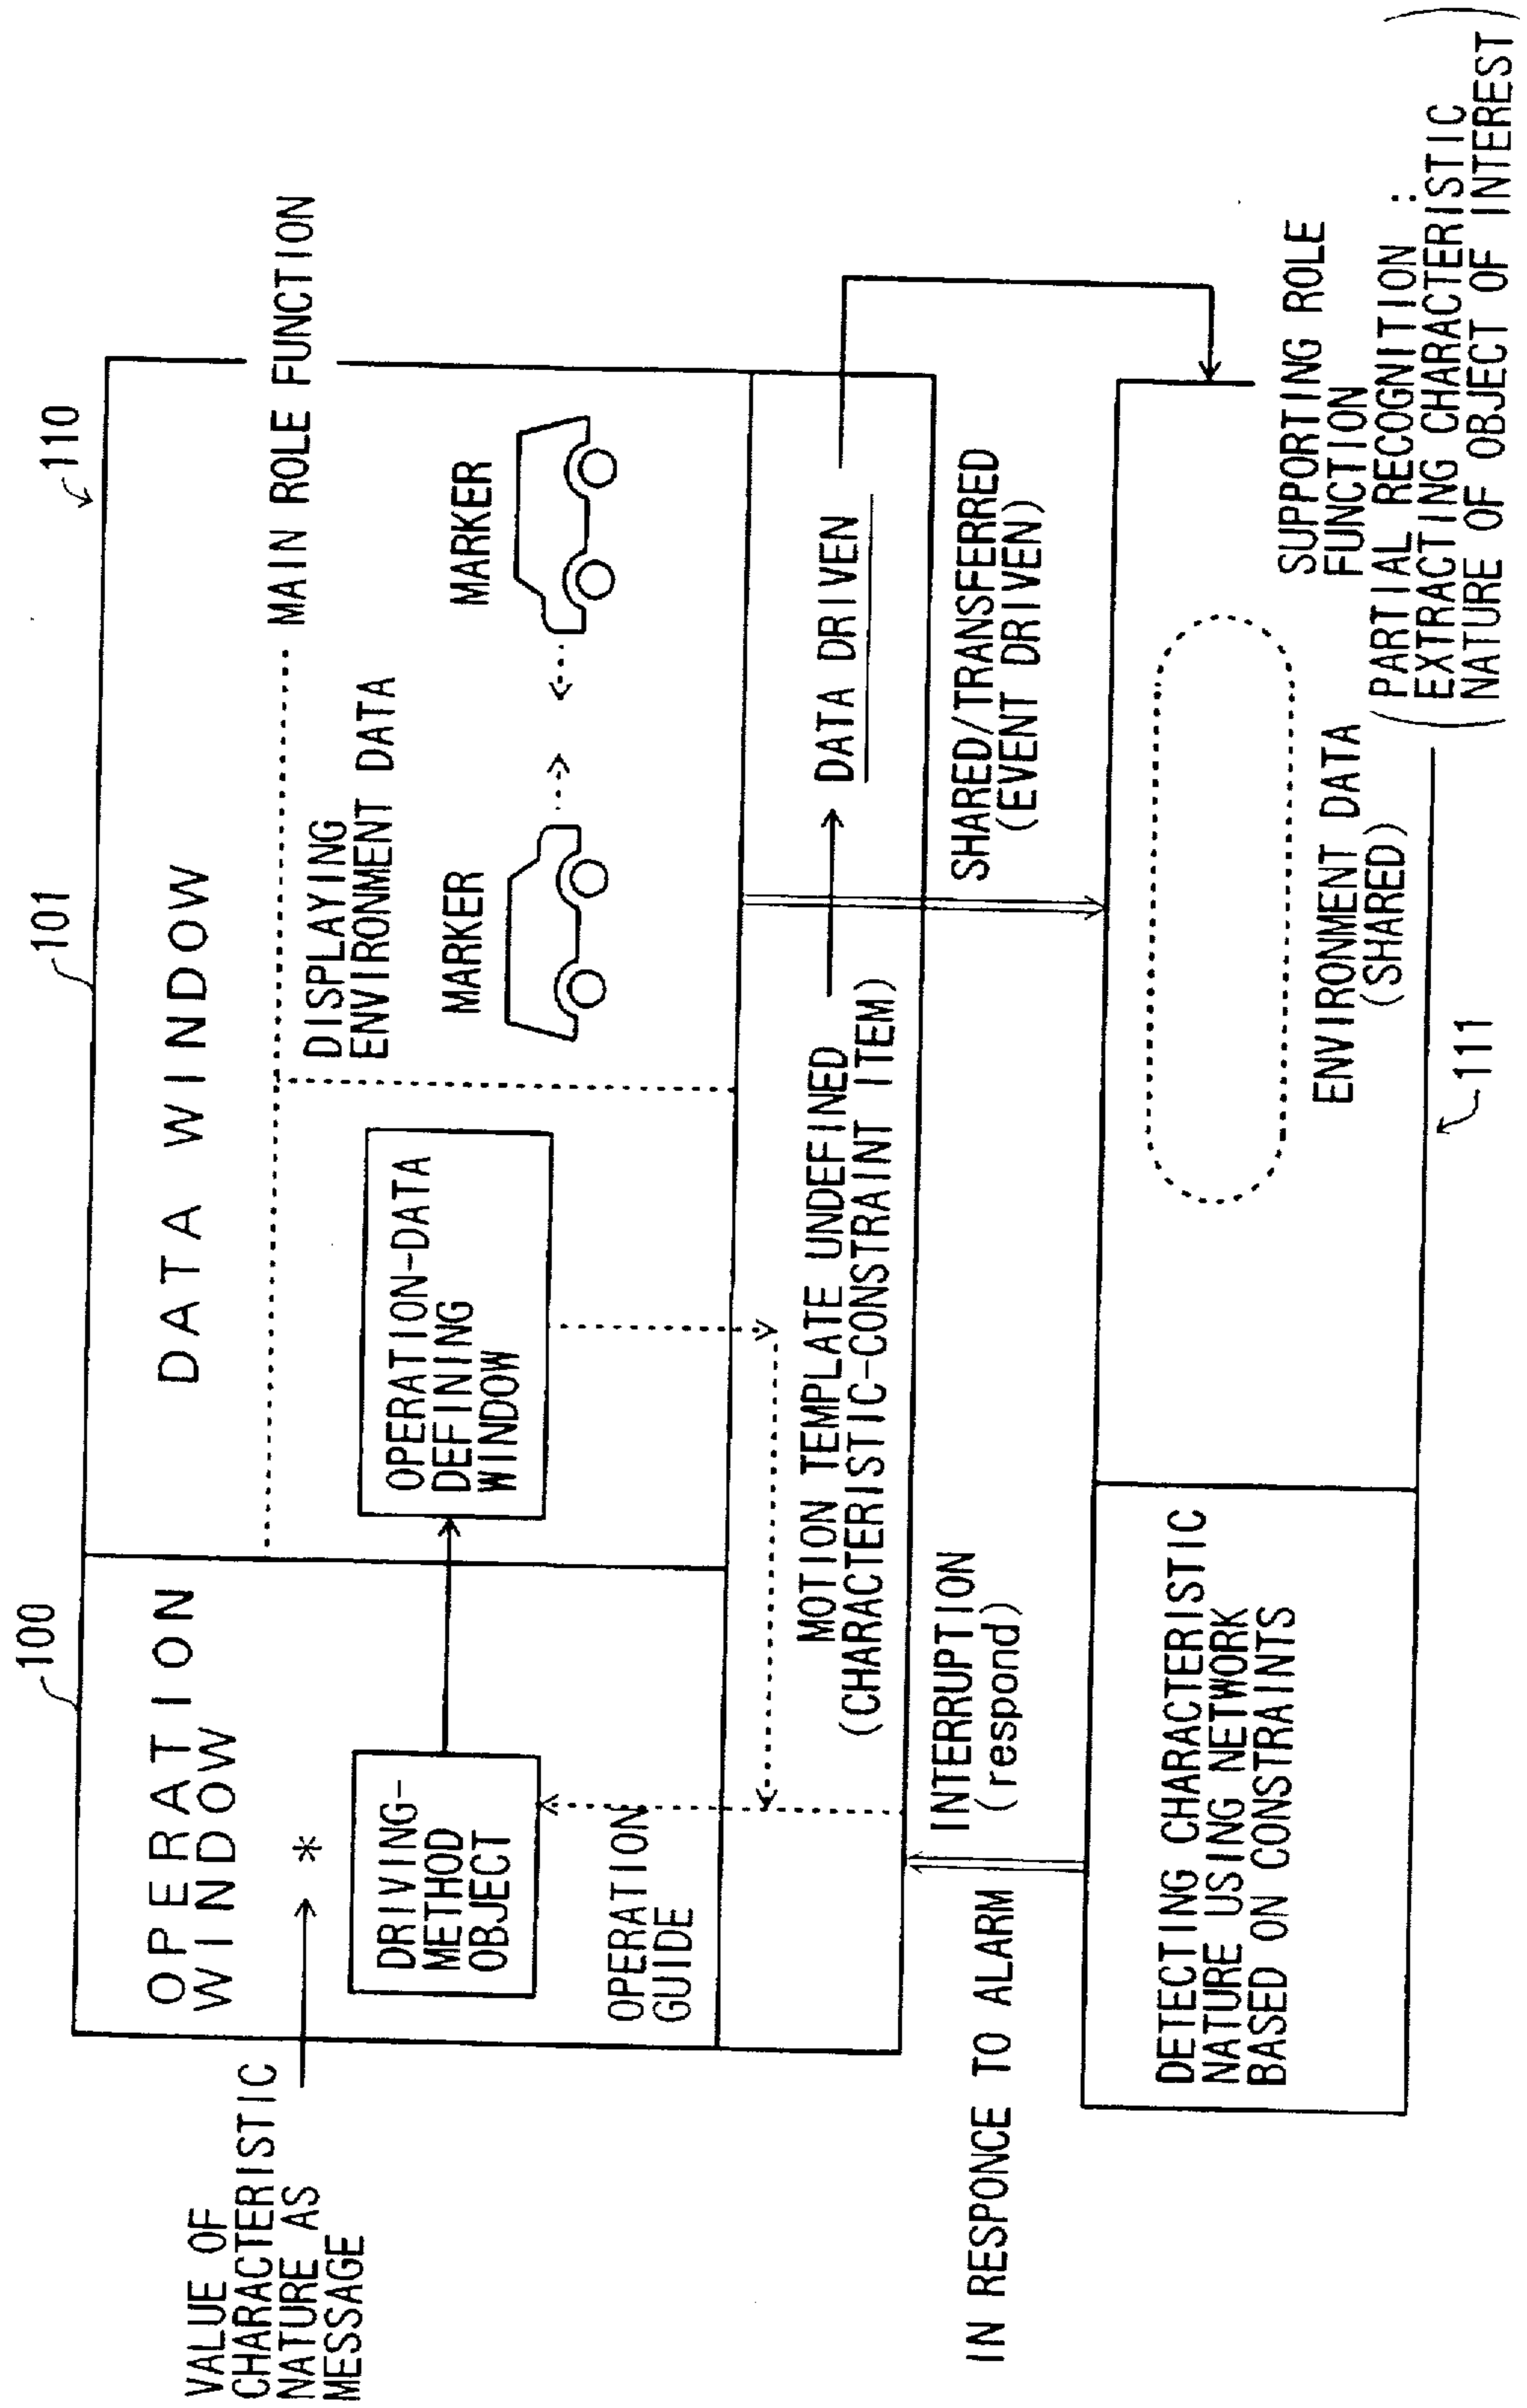 110
100
101
OPERATION
WINDOW
DATA WINDOW
MAIN ROLE FUNCTION
VALUE OF
CHARACTERISTIC
NATURE AS
MESSAGE
*
DRIVING-
METHOD
OBJECT
OPERATION-DATA
DEFINING
WINDOW
DISPLAYING
ENVIRONMENT DATA
MARKER
MARKER
OPERATION
GUIDE
MOTION TEMPLATE UNDEFINED
(CHARACTERISTIC-CONSTRAINT ITEM)
DATA DRIVEN
IN RESPONCE TO ALARM
INTERRUPTION
(respond)
SHARED/TRANSFERRED
(EVENT DRIVEN)
DETECTING CHARACTERISTIC
NATURE USING NETWORK
BASED ON CONSTRAINTS
ENVIRONMENT DATA
(SHARED)
SUPPORTING ROLE
FUNCTION
(PARTIAL RECOGNITION :
EXTRACTING CHARACTERISTIC
NATURE OF OBJECT OF INTEREST)
111